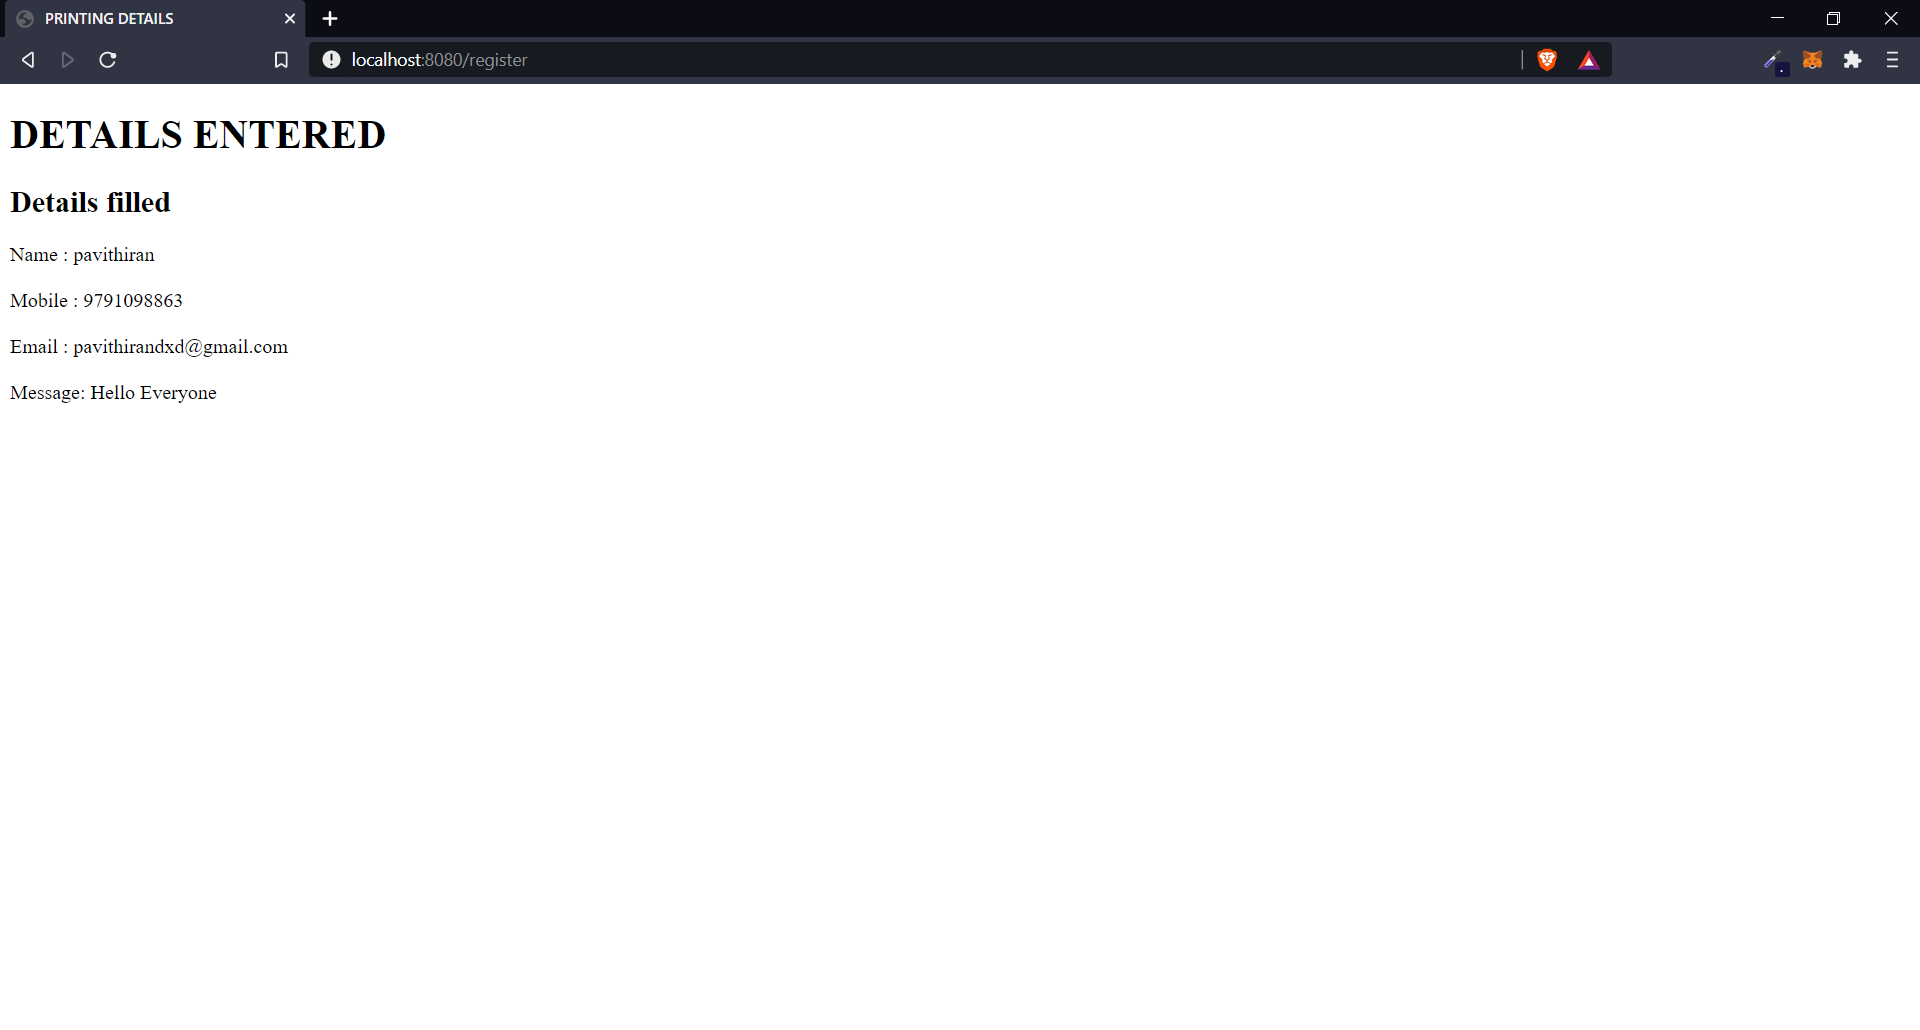 PRINTING DETAILS
localhost:8080/register
DETAILS ENTERED
Details filled
Name : pavithiran
Mobile : 9791098863
Email : pavithirandxd@gmail.com
Message: Hello Everyone